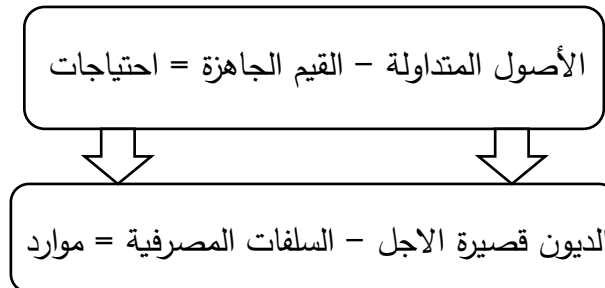 الأصول المتداولة – القيم الجاهزة = احتياجات
الديون قصيرة الاجل – السلفات المصرفية = موارد